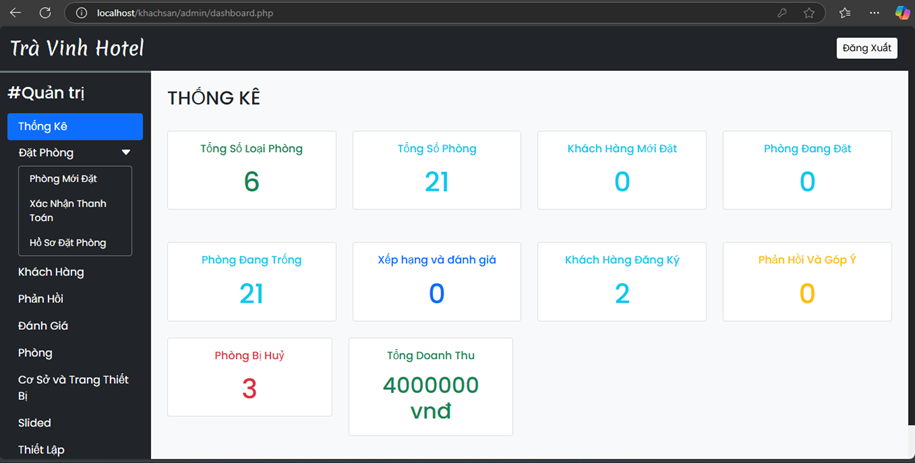 localhost/khachsan/admin/dashboard.php
Trà Vinh Hotel
Đăng Xuất
#Quản trị
Thống Kê
Đặt Phòng
Phòng Mới Đặt
Xác Nhận Thanh
Toán
Hồ Sơ Đặt Phòng
Khách Hàng
Phản Hồi
Đánh Giá
Phòng
Cơ Sở và Trang Thiết
Bị
Slided
Thiết Lập
THỐNG KÊ
Tổng Số Loại Phòng
6
Tổng Số Phòng
21
Khách Hàng Mới Đặt
0
Phòng Đang Đặt
0
Phòng Đang Trống
21
Xếp hạng và đánh giá
0
Khách Hàng Đăng Ký
2
Phản Hồi Và Góp Ý
0
Phòng Bị Huỷ
3
Tổng Doanh Thu
4000000
vnđ